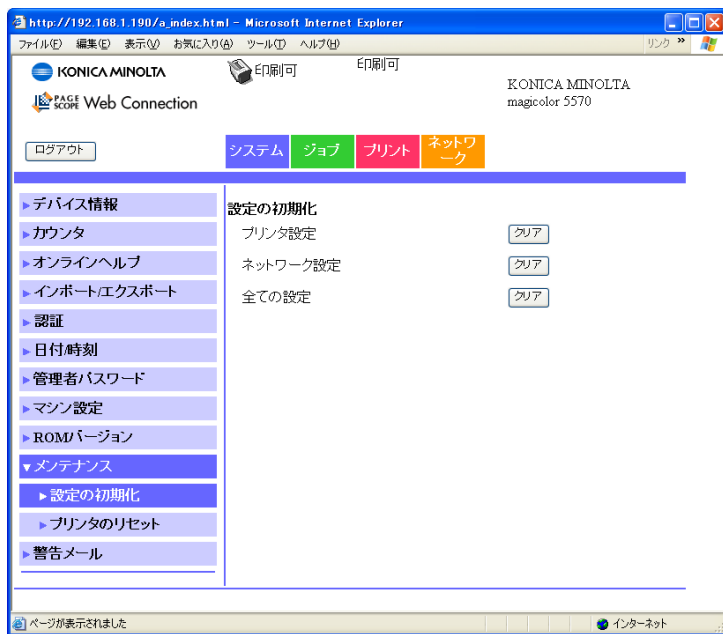 http://192.168.1.190/a_index.html - Microsoft Internet Explorer
ファイル(F) 編集(E) 表示(V) お気に入り(A) ツール(T) ヘルプ(H) リンク »
KONICA MINOLTA
印刷可
印刷可
KONICA MINOLTA
magicolor 5570
PAGE SCOPE Web Connection
ログアウト
システム
ジョブ
プリント
ネットワ
ーク
デバイス情報
カウンタ
オンラインヘルプ
インポート/エクスポート
認証
日付/時刻
管理者パスワード
マシン設定
ROMバージョン
メンテナンス
設定の初期化
プリンタのリセット
警告メール
設定の初期化
プリンタ設定 クリア
ネットワーク設定 クリア
全ての設定 クリア
ページが表示されました インターネット